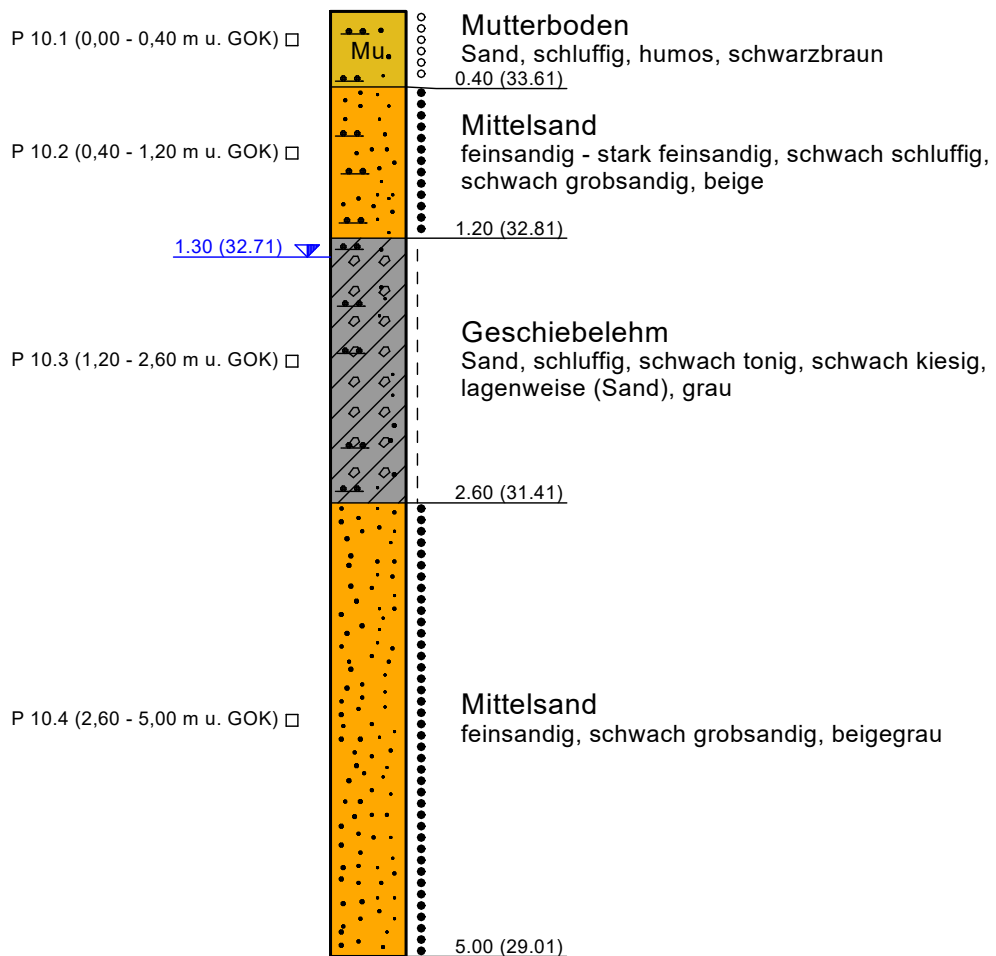 P 10.1 (0,00 - 0,40 m u. GOK)
Mu
Mutterboden
Sand, schluffig, humos, schwarzbraun
0.40 (33.61)
P 10.2 (0,40 - 1,20 m u. GOK)
Mittelsand
feinsandig - stark feinsandig, schwach schluffig,
schwach grobsandig, beige
1.20 (32.81)
1.30 (32.71)
P 10.3 (1,20 - 2,60 m u. GOK)
Geschiebelehm
Sand, schluffig, schwach tonig, schwach kiesig,
lagenweise (Sand), grau
2.60 (31.41)
P 10.4 (2,60 - 5,00 m u. GOK)
Mittelsand
feinsandig, schwach grobsandig, beigegrau
5.00 (29.01)